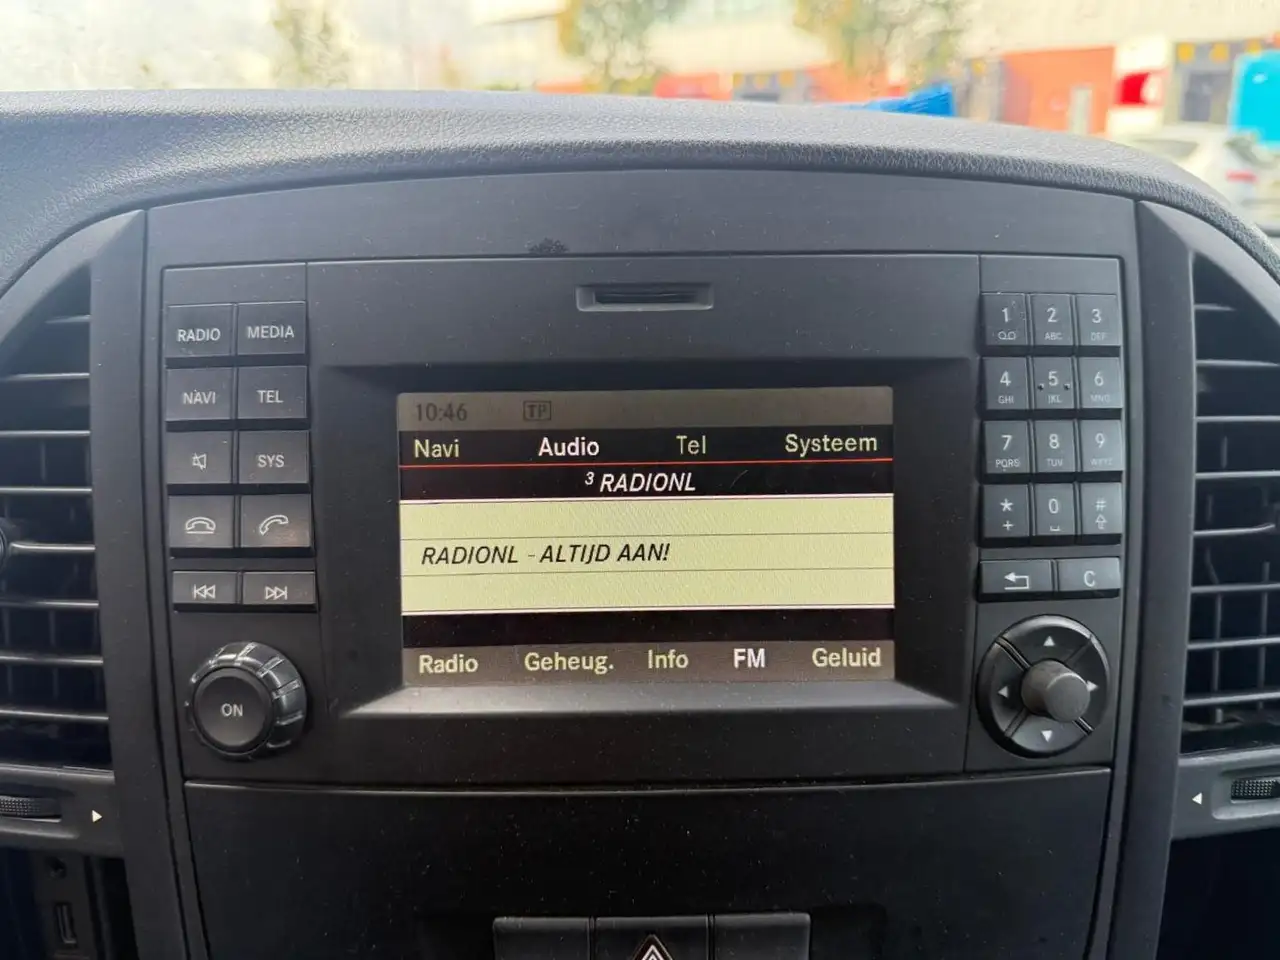 RADIO MEDIA
NAVI TEL
SYS
ON
10:46 TP
Navi Audio Tel Systeem
3 RADIONL
RADIONL - ALTIJD AAN!
Radio Geheug. Info FM Geluid
1 2 3
ABC DEF
4 5 6
GHI JKL MNO
7 8 9
PQRS TUV WXYZ
* 0 #
+
C